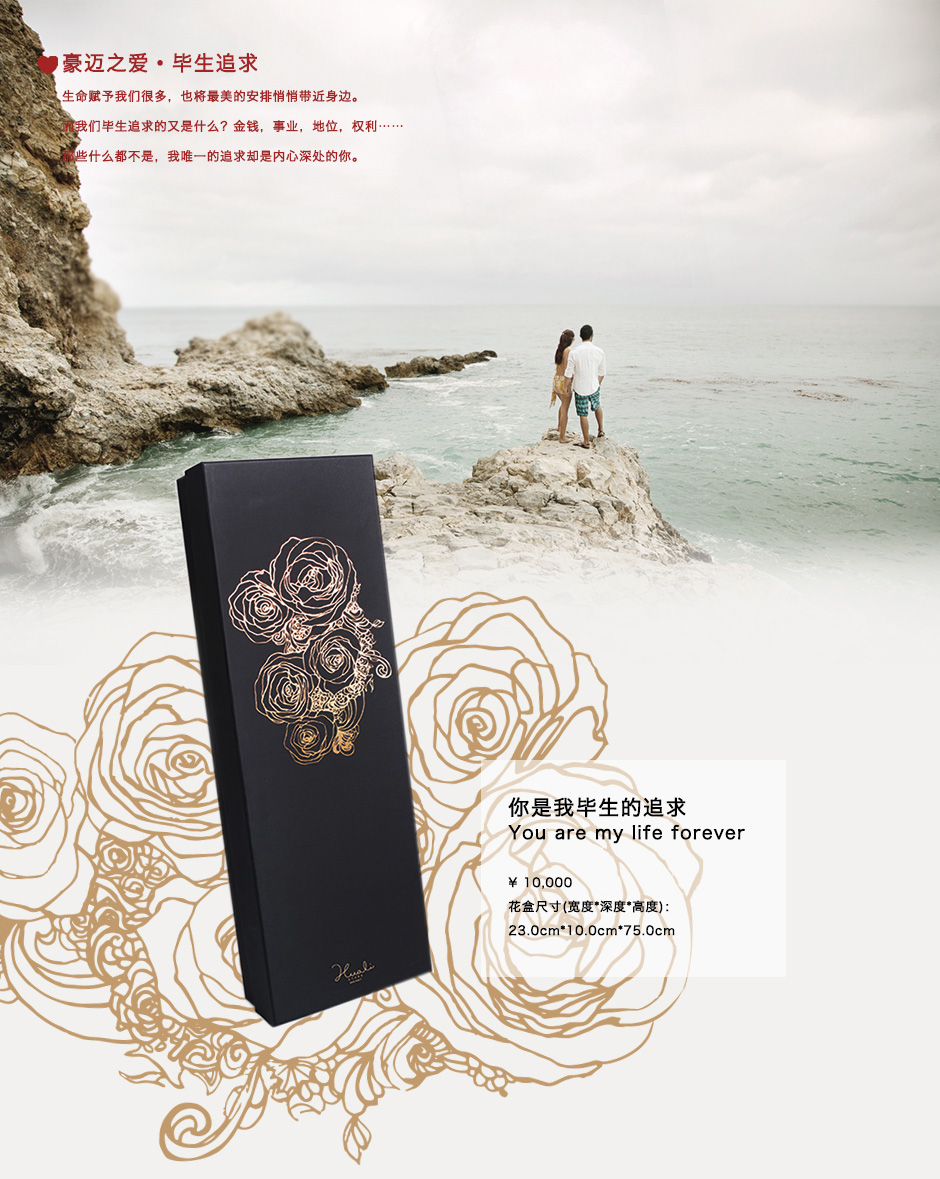 豪迈之爱·毕生追求
生命赋予我们很多，也将最美的安排悄悄带近身边。
我们毕生追求的又是什么？金钱，事业，地位，权利……
些什么都不是，我唯一的追求却是内心深处的你。
你是我毕生的追求
You are my life forever
¥ 10,000
花盒尺寸(宽度*深度*高度):
23.0cm*10.0cm*75.0cm
Huali